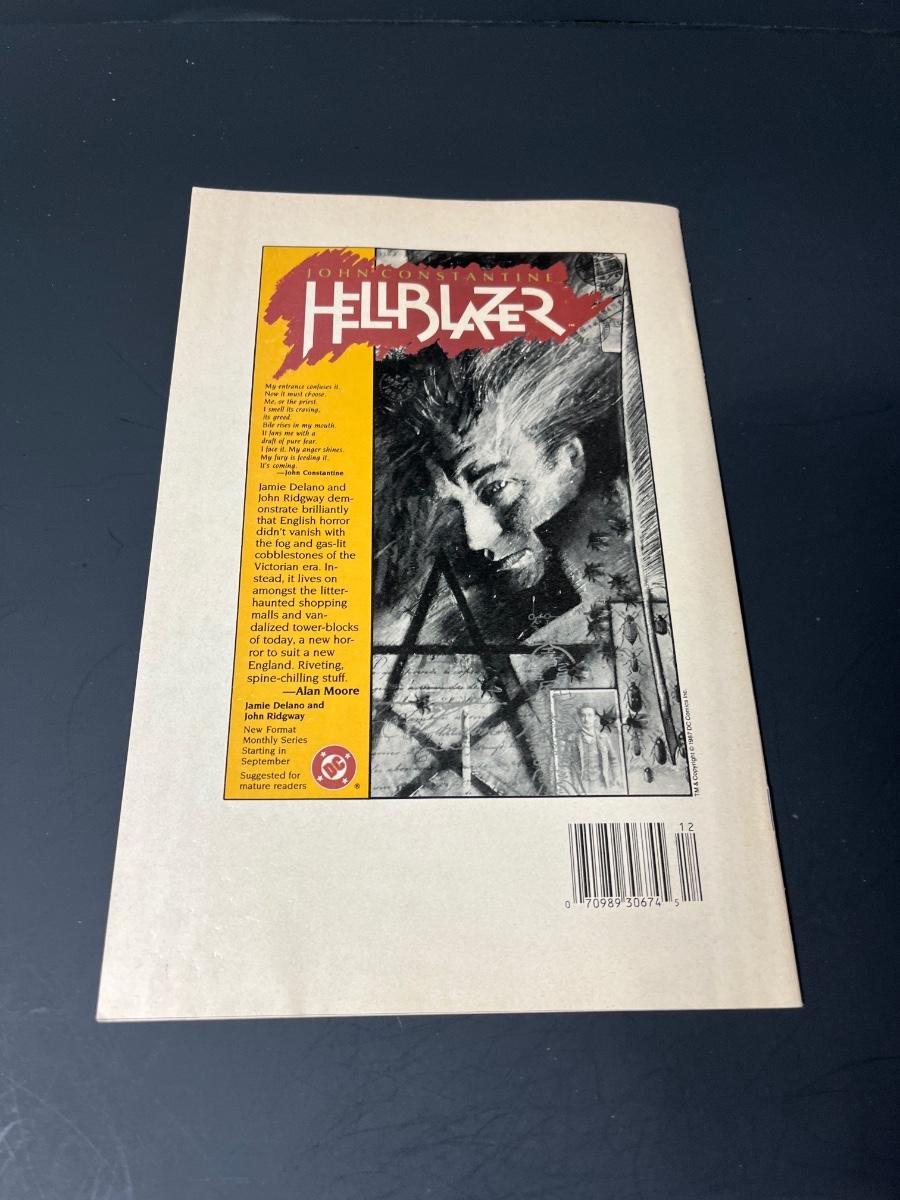 JOHN CONSTANTINE
HELLBLAZER™
My entrance confuses it.
Now it must choose.
Me, or the priest.
I smell its craving,
its greed.
Bile rises in my mouth.
It fans me with a
draft of pure fear.
I face it. My anger shines.
My fury is feeding it.
It's coming.
—John Constantine
Jamie Delano and
John Ridgway dem-
onstrate brilliantly
that English horror
didn't vanish with
the fog and gas-lit
cobblestones of the
Victorian era. In-
stead, it lives on
amongst the litter-
haunted shopping
malls and van-
dalized tower-blocks
of today, a new hor-
ror to suit a new
England. Riveting,
spine-chilling stuff.
—Alan Moore
Jamie Delano and
John Ridgway
New Format
Monthly Series
Starting in
September
Suggested for
mature readers
DC
®
TM & Copyright © 1987 DC Comics Inc.
12
0 70989 30674 5